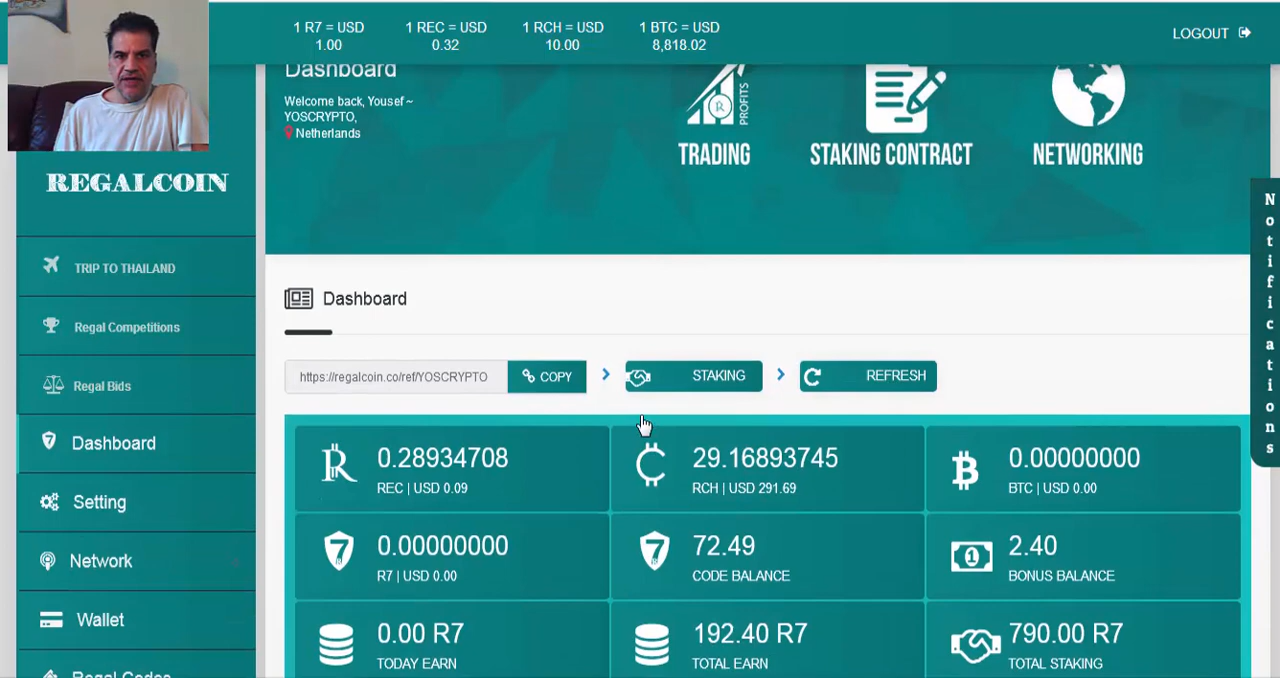 1 R7 = USD
1.00
1 REC = USD
0.32
1 RCH = USD
10.00
1 BTC = USD
8,818.02
LOGOUT
Dashboard
Welcome back, Yousef ~
YOSCRYPTO,
Netherlands
PROFITS
TRADING
STAKING CONTRACT
NETWORKING
REGALCOIN
TRIP TO THAILAND
Regal Competitions
Regal Bids
Dashboard
Setting
Network
Wallet
Regal Codes
Notifications
Dashboard
https://regalcoin.co/ref/YOSCRYPTO
COPY
STAKING
REFRESH
0.28934708
REC | USD 0.09
29.16893745
RCH | USD 291.69
0.00000000
BTC | USD 0.00
0.00000000
R7 | USD 0.00
72.49
CODE BALANCE
2.40
BONUS BALANCE
0.00 R7
TODAY EARN
192.40 R7
TOTAL EARN
790.00 R7
TOTAL STAKING